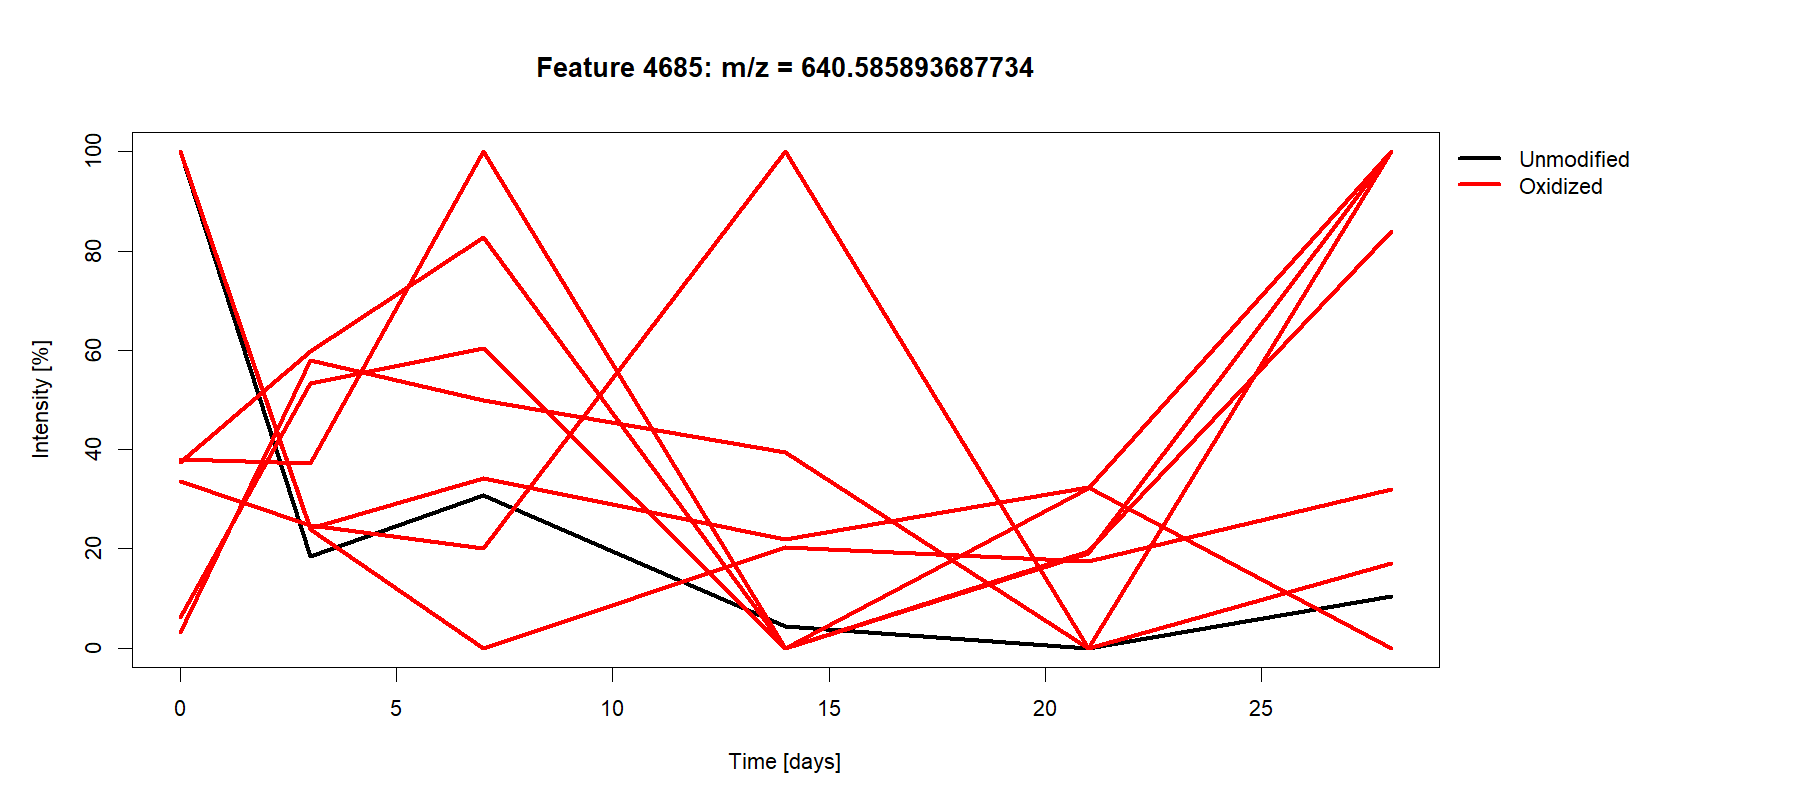 Feature 4685: m/z = 640.585893687734
Unmodified
Oxidized
100
80
60
40
20
0
Intensity [%]
0 5 10 15 20 25
Time [days]